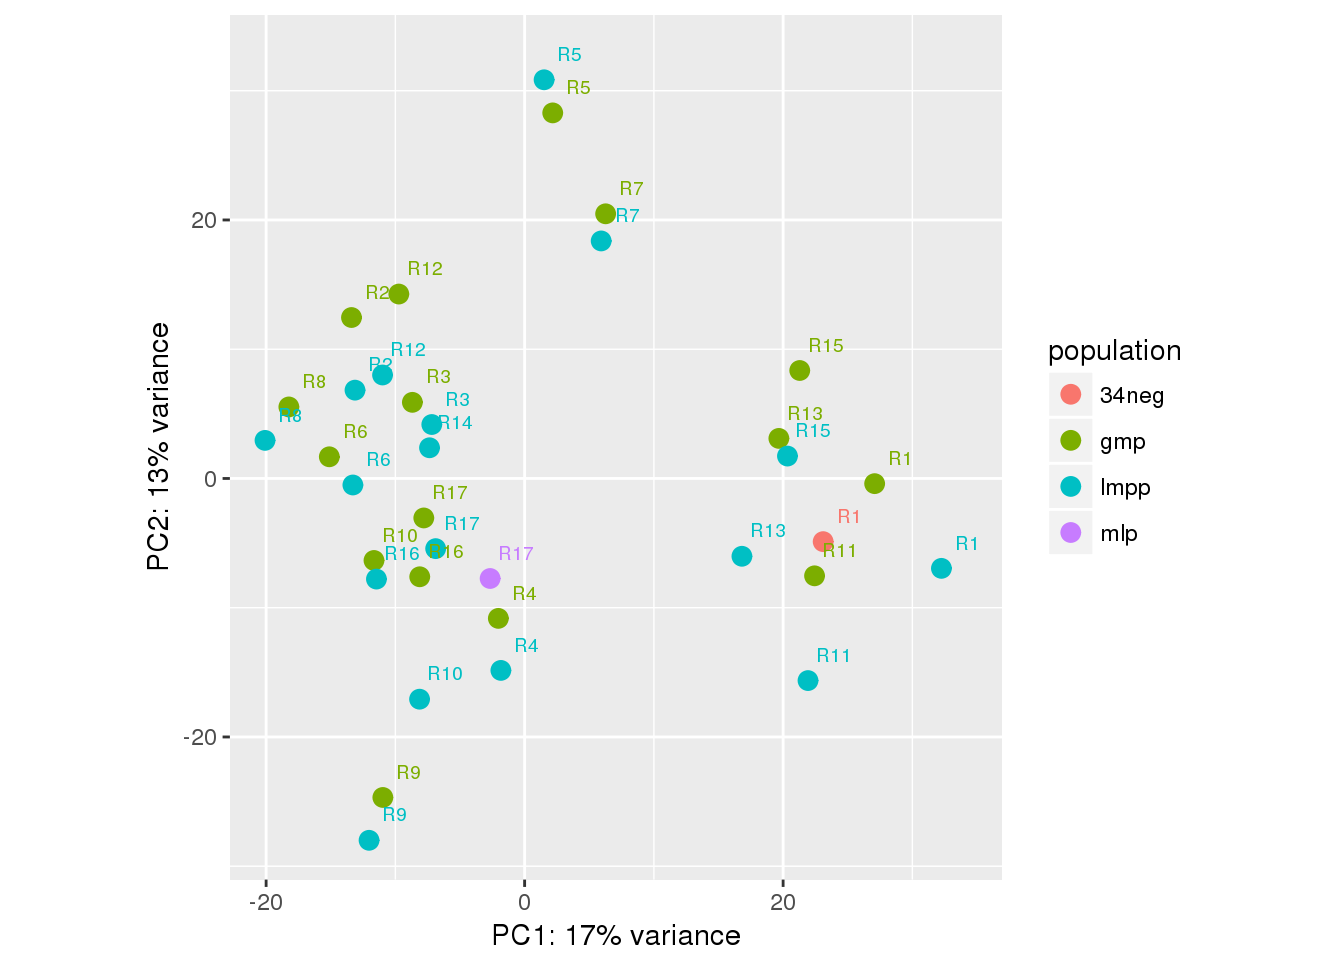 R5
R5
R7
R7
R12
R2
R12
R2
R15
R8
R3
R3
R8
R13
R14
R15
R6
R6
R1
R17
R1
R17
R13
R10
R16
R16
R17
R11
R1
R4
R4
R11
R10
R9
R9
20
0
-20
-20
0
20
PC1: 17% variance
PC2: 13% variance
population
34neg
gmp
lmpp
mlp